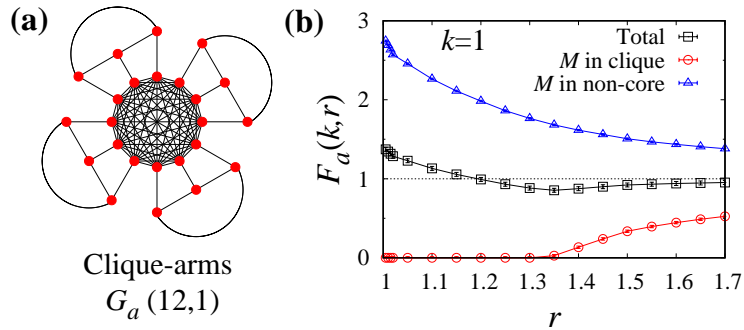 (a)
Clique-arms
G_a (12,1)
(b)
k=1
Total
M in clique
M in non-core
F_a(k,r)
3
2
1
0
1 1.1 1.2 1.3 1.4 1.5 1.6 1.7
r